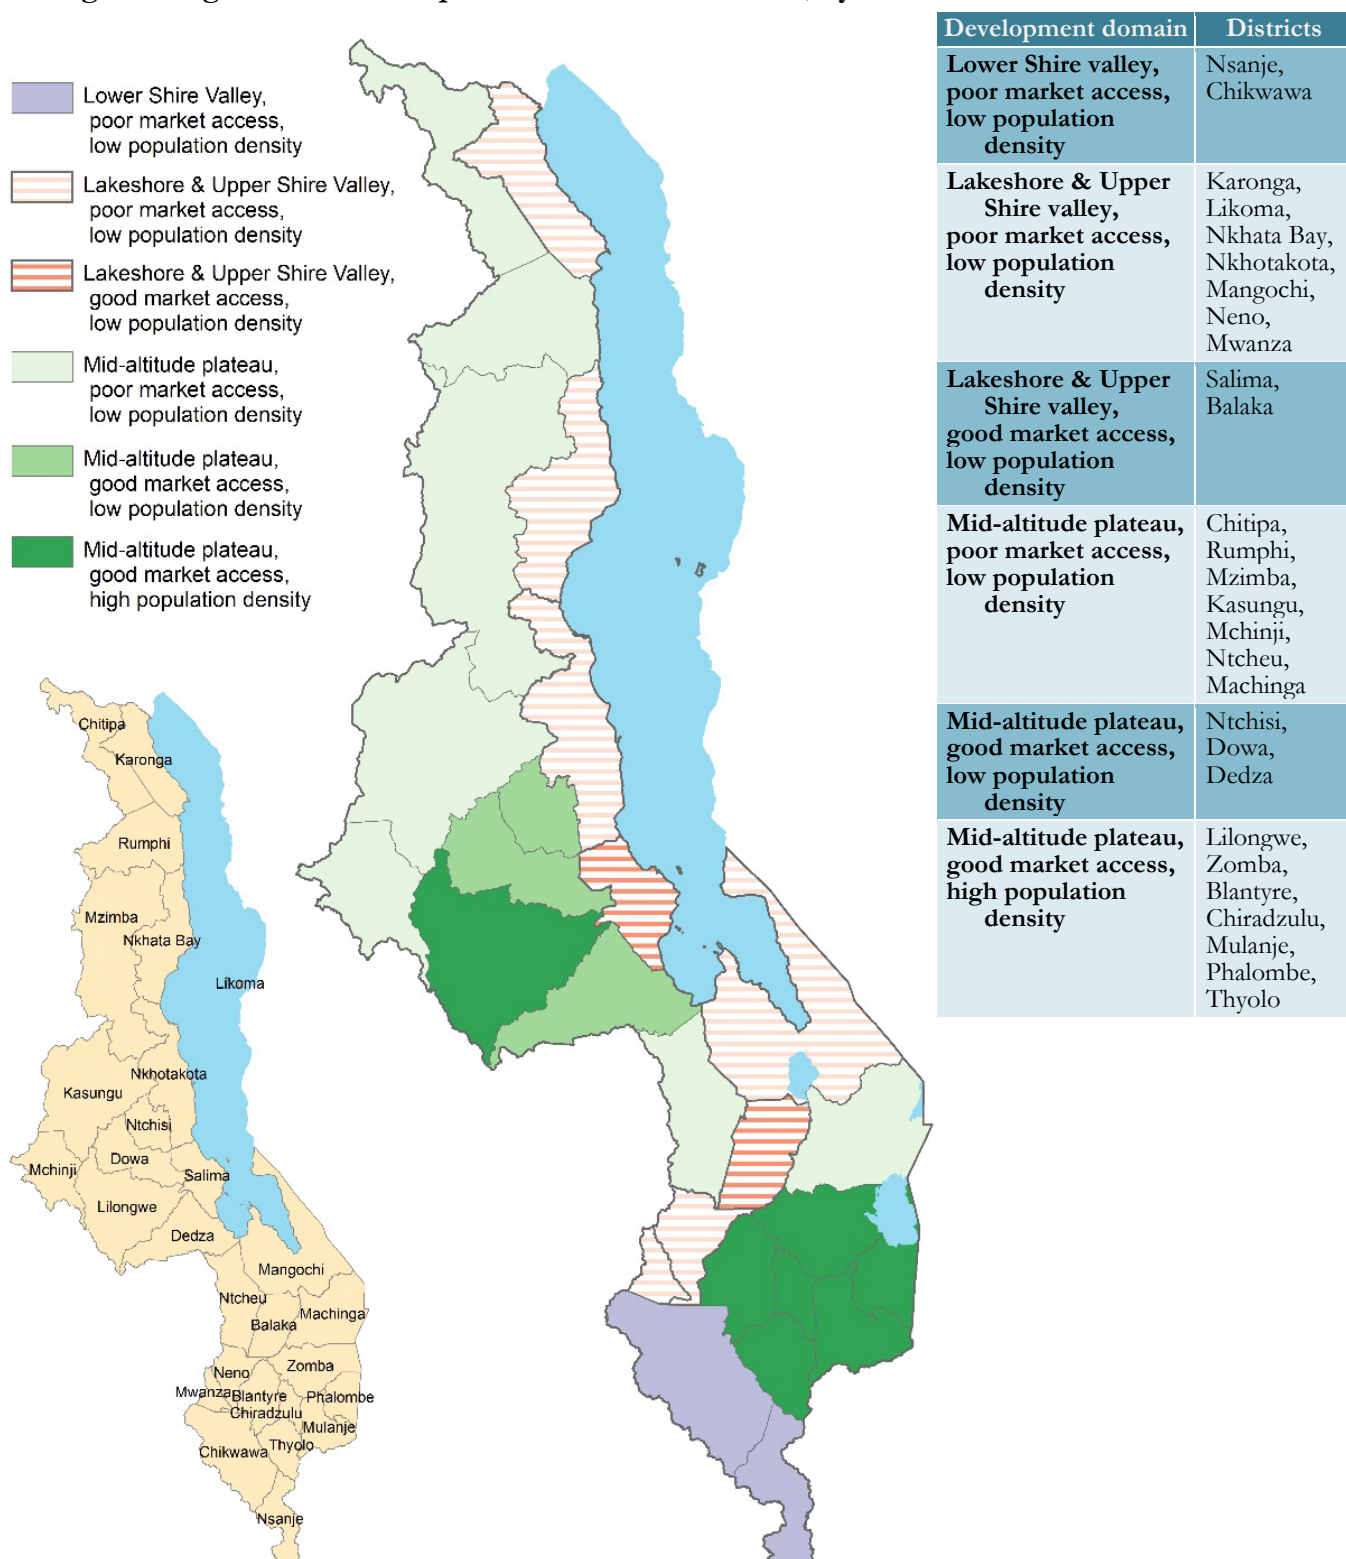 Lower Shire Valley,
poor market access,
low population density
Lakeshore & Upper Shire Valley,
poor market access,
low population density
Lakeshore & Upper Shire Valley,
good market access,
low population density
Mid-altitude plateau,
poor market access,
low population density
Mid-altitude plateau,
good market access,
low population density
Mid-altitude plateau,
good market access,
high population density
Development domain Districts
Lower Shire valley,
poor market access,
low population
density
Nsanje,
Chikwawa
Lakeshore & Upper
Shire valley,
poor market access,
low population
density
Karonga,
Likoma,
Nkhata Bay,
Nkhotakota,
Mangochi,
Neno,
Mwanza
Lakeshore & Upper
Shire valley,
good market access,
low population
density
Salima,
Balaka
Mid-altitude plateau,
poor market access,
low population
density
Chitipa,
Rumphi,
Mzimba,
Kasungu,
Mchinji,
Ntcheu,
Machinga
Mid-altitude plateau,
good market access,
low population
density
Ntchisi,
Dowa,
Dedza
Mid-altitude plateau,
good market access,
high population
density
Lilongwe,
Zomba,
Blantyre,
Chiradzulu,
Mulanje,
Phalombe,
Thyolo
Chitipa
Karonga
Rumphi
Mzimba
Nkhata Bay
Likoma
Nkhotakota
Kasungu
Ntchisi
Dowa
Mchinji
Salima
Lilongwe
Dedza
Mangochi
Ntcheu
Machinga
Balaka
Zomba
Neno
Mwanza
Blantyre
Phalombe
Chiradzulu
Mulanje
Thyolo
Chikwawa
Nsanje